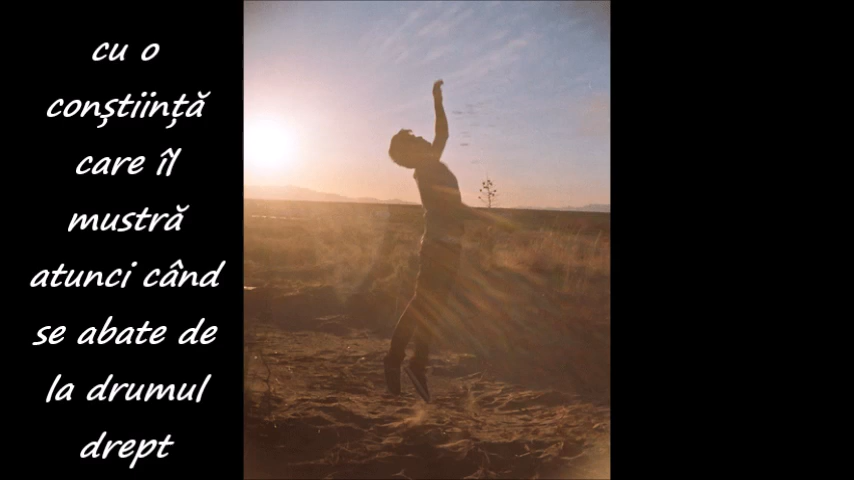 cu o
conștiință
care îl
mustră
atunci când
se abate de
la drumul
drept